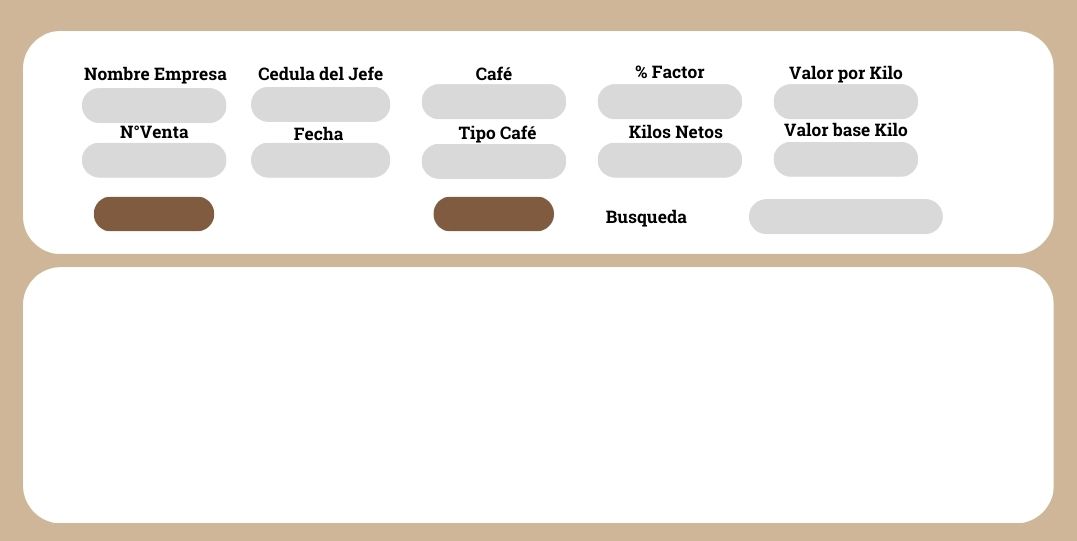 Nombre Empresa
Cedula del Jefe
Café
% Factor
Valor por Kilo
N°Venta
Fecha
Tipo Café
Kilos Netos
Valor base Kilo
Busqueda